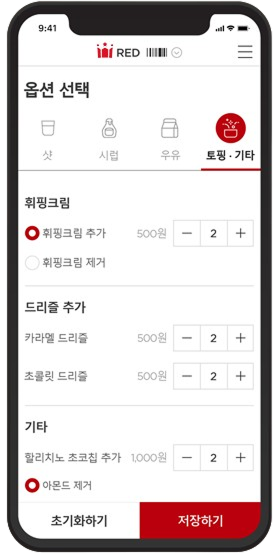 9:41
RED
옵션 선택
샷 시럽 우유 토핑 · 기타
휘핑크림
휘핑크림 추가 500원 — 2 +
휘핑크림 제거
드리즐 추가
카라멜 드리즐 500원 — 2 +
초콜릿 드리즐 500원 — 2 +
기타
할리치노 초코칩 추가 1,000원 — 2 +
아몬드 제거
초기화하기 저장하기